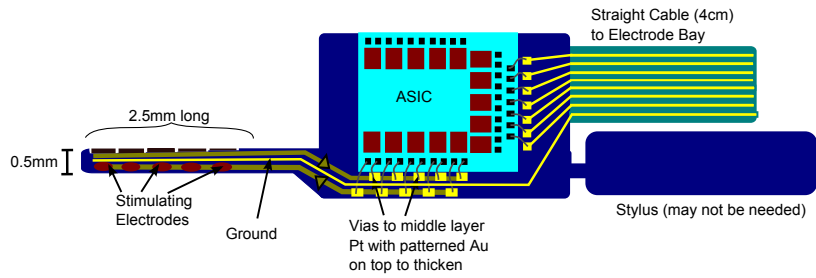 Straight Cable (4cm)
to Electrode Bay
ASIC
2.5mm long
0.5mm
Stimulating
Electrodes
Ground
Vias to middle layer
Pt with patterned Au
on top to thicken
Stylus (may not be needed)